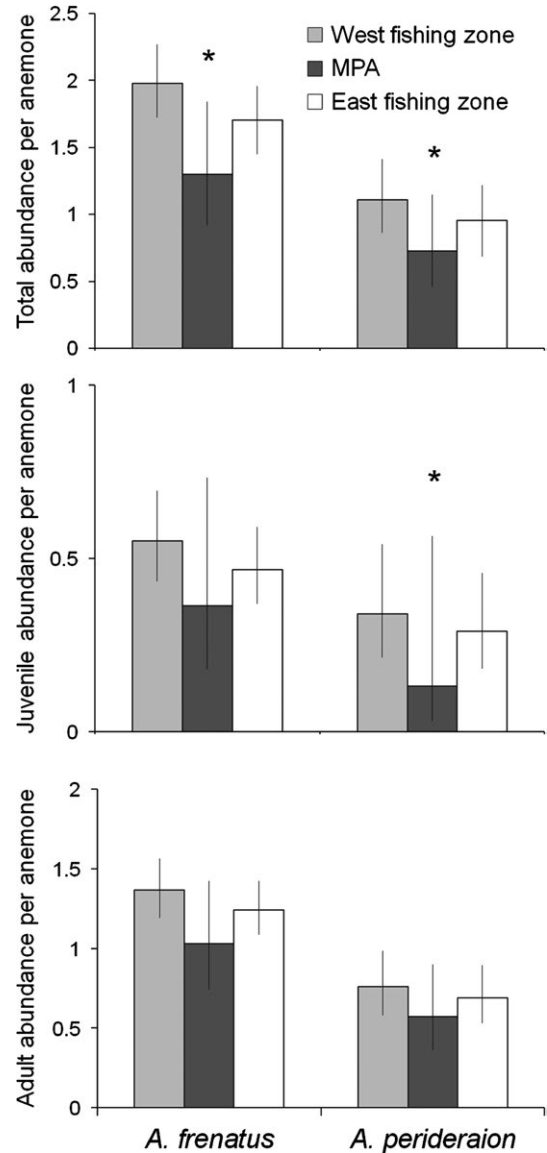 Total abundance per anemone
2.5
2
1.5
1
0.5
0
*
*
West fishing zone
MPA
East fishing zone
Juvenile abundance per anemone
1
0.5
0
*
Adult abundance per anemone
2
1.5
1
0.5
0
A. frenatus
A. perideraion